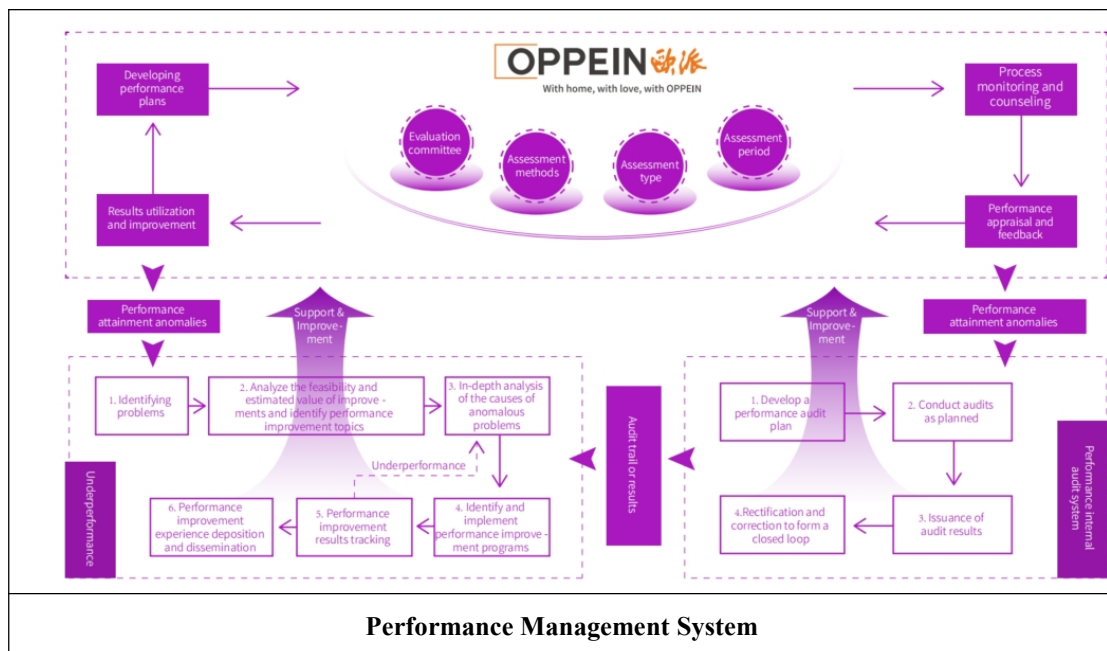 OPPEIN欧派
With home, with love, with OPPEIN
Developing
performance
plans
Process
monitoring and
counseling
Evaluation
committee
Assessment
methods
Assessment
type
Assessment
period
Results utilization
and improvement
Performance
appraisal and
feedback
Performance
attainment anomalies
Support &
Improve-
ment
Support &
Improve-
ment
Performance
attainment anomalies
1. Identifying
problems
2. Analyze the feasibility and
estimated value of improve -
ments and identify performance
improvement topics
3. In-depth analysis
of the causes of
anomalous
problems
Underperformance
Underperformance
6. Performance
improvement
experience deposition
and dissemination
5. Performance
improvement
results tracking
4. Identify and
implement
performance improve -
ment programs
Audit trail or results
1. Develop a
performance audit
plan
2. Conduct audits
as planned
4.Rectification and
correction to form a
closed loop
3. Issuance of
audit results
Performance internal
audit system
Performance Management System